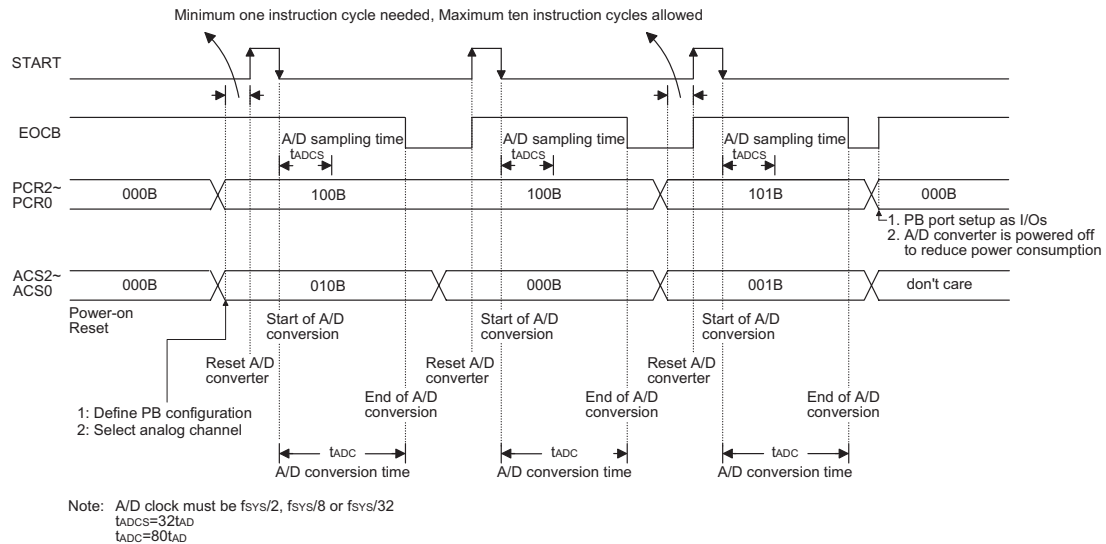 Minimum one instruction cycle needed, Maximum ten instruction cycles allowed
START
EOCB
A/D sampling time
tADCS
A/D sampling time
tADCS
A/D sampling time
tADCS
PCR2~
PCR0
000B
100B
100B
101B
000B
1. PB port setup as I/Os
2. A/D converter is powered off
to reduce power consumption
ACS2~
ACS0
000B
010B
000B
001B
don't care
Power-on
Reset
Start of A/D
conversion
Start of A/D
conversion
Start of A/D
conversion
Reset A/D
converter
Reset A/D
converter
Reset A/D
converter
End of A/D
conversion
End of A/D
conversion
End of A/D
conversion
1: Define PB configuration
2: Select analog channel
tADC
A/D conversion time
tADC
A/D conversion time
tADC
A/D conversion time
Note: A/D clock must be fSYS/2, fSYS/8 or fSYS/32
tADCS=32tAD
tADC=80tAD